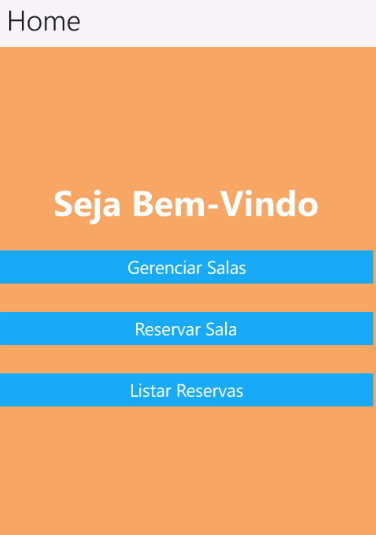 Home
Seja Bem-Vindo
Gerenciar Salas
Reservar Sala
Listar Reservas